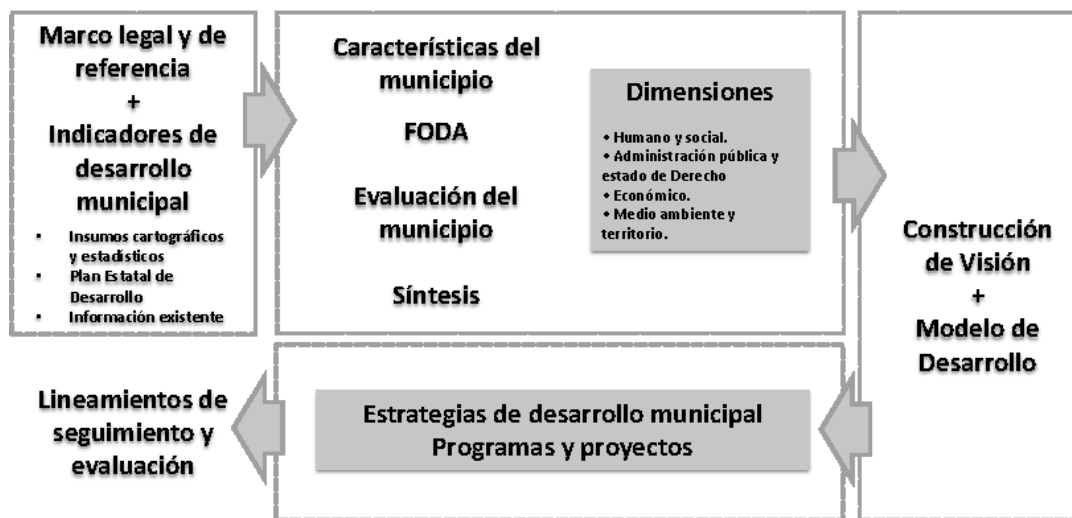 Marco legal y de
referencia
+
Indicadores de
desarrollo
municipal
▪ Insumos cartográficos
y estadísticos
▪ Plan Estatal de
Desarrollo
▪ Información existente
Características del
municipio
FODA
Evaluación del
municipio
Síntesis
Dimensiones
♦ Humano y social.
♦ Administración pública y
estado de Derecho
♦ Económico.
♦ Medio ambiente y
territorio.
Construcción
de Visión
+
Modelo de
Desarrollo
Estrategias de desarrollo municipal
Programas y proyectos
Lineamientos de
seguimiento y
evaluación